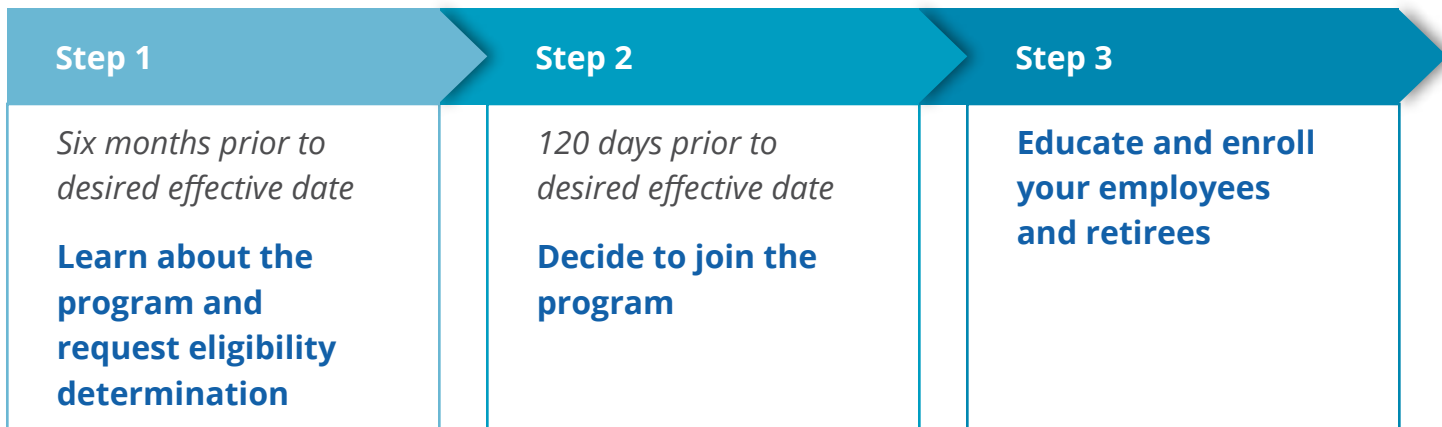 Step 1
Six months prior to
desired effective date
Learn about the
program and
request eligibility
determination
Step 2
120 days prior to
desired effective date
Decide to join the
program
Step 3
Educate and enroll
your employees
and retirees